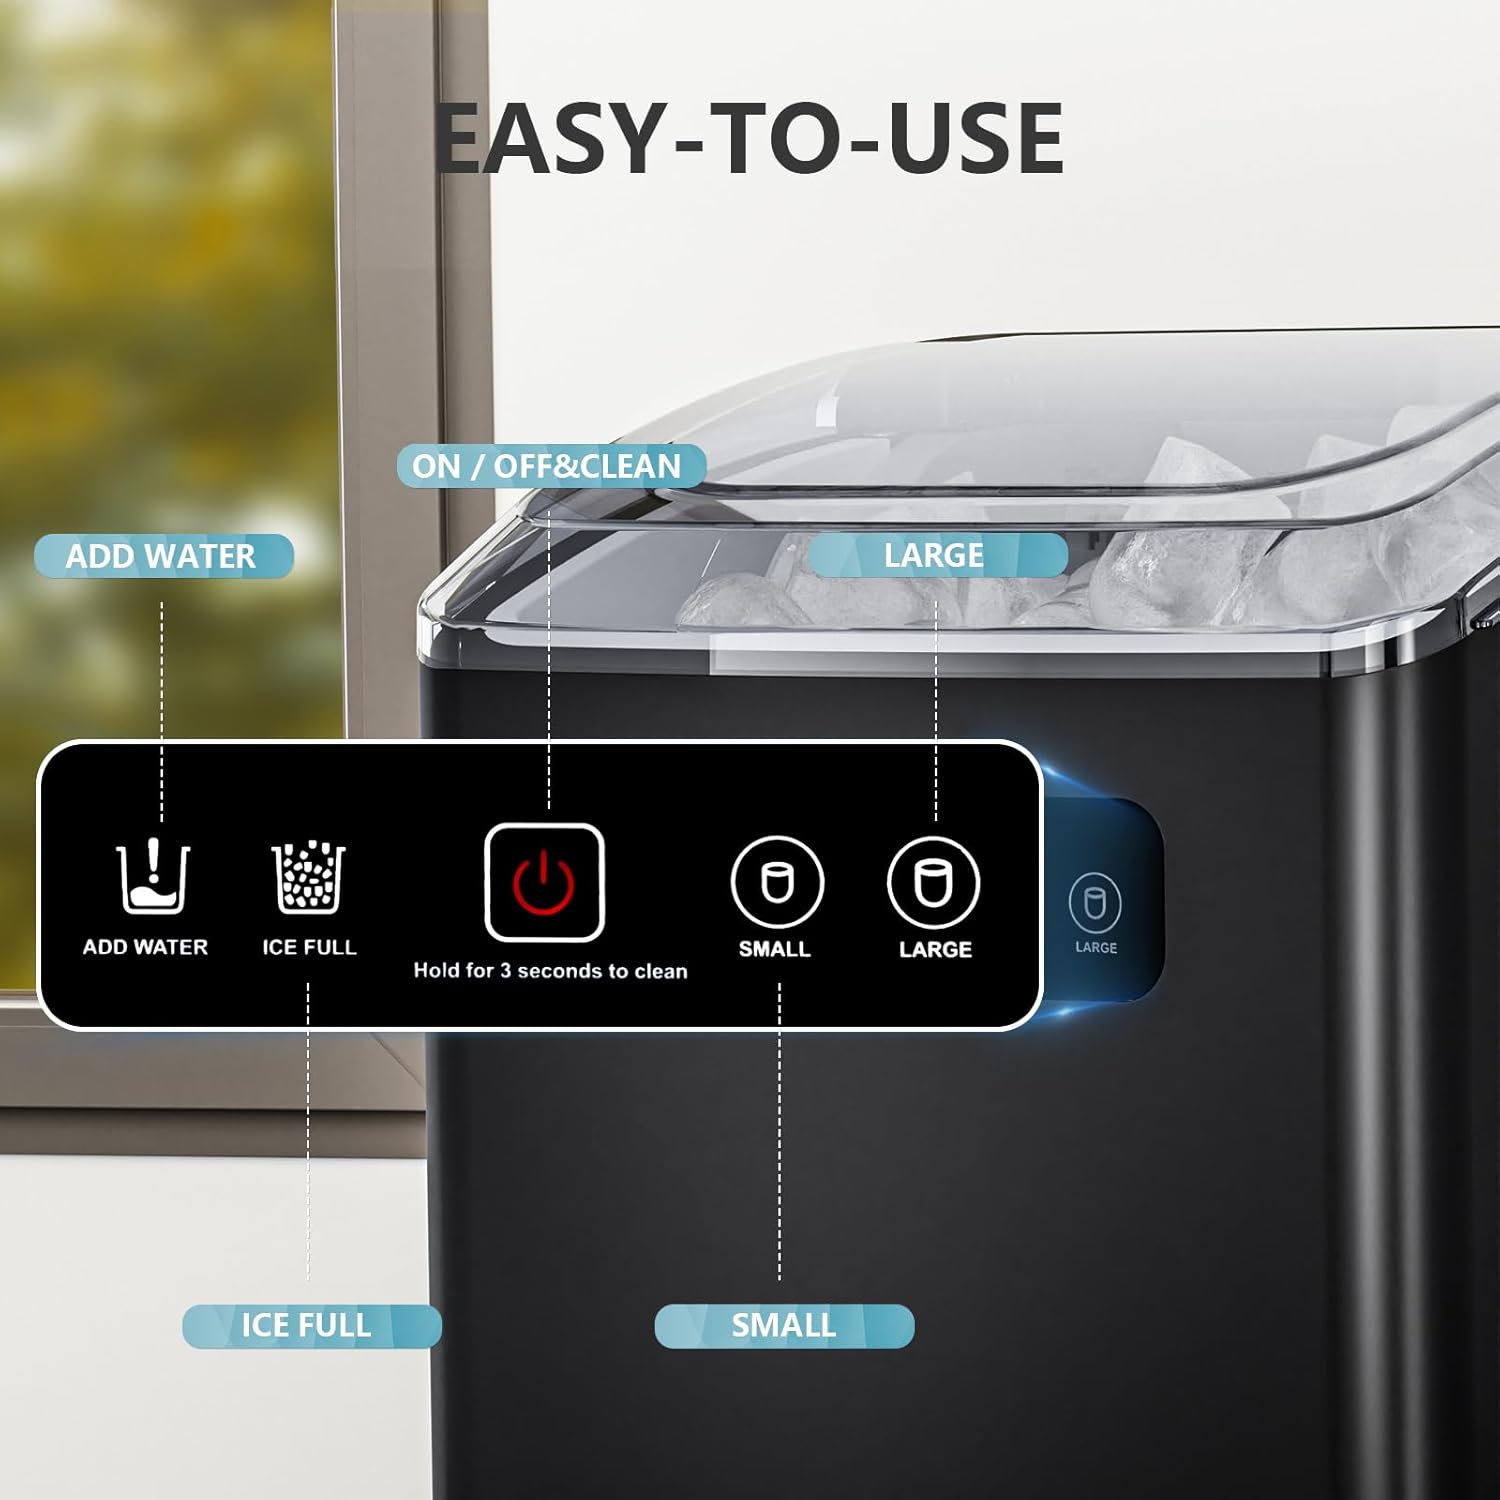 EASY-TO-USE
ON / OFF&CLEAN
ADD WATER
LARGE
ADD WATER
ICE FULL
Hold for 3 seconds to clean
SMALL
LARGE
LARGE
ICE FULL
SMALL